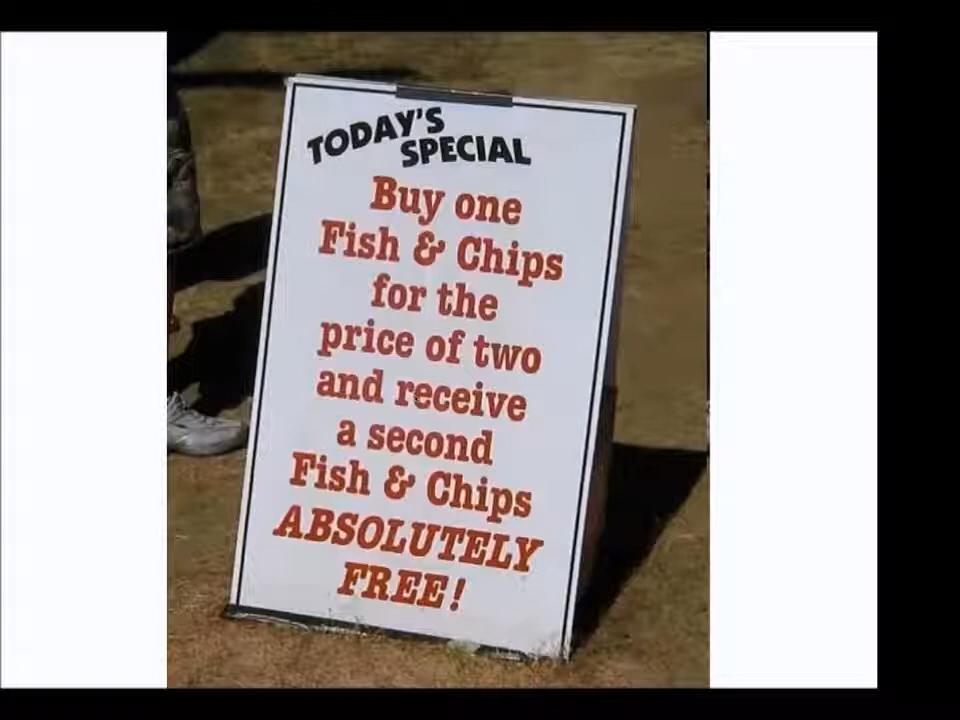 TODAY'S
SPECIAL
Buy one
Fish & Chips
for the
price of two
and receive
a second
Fish & Chips
ABSOLUTELY
FREE!